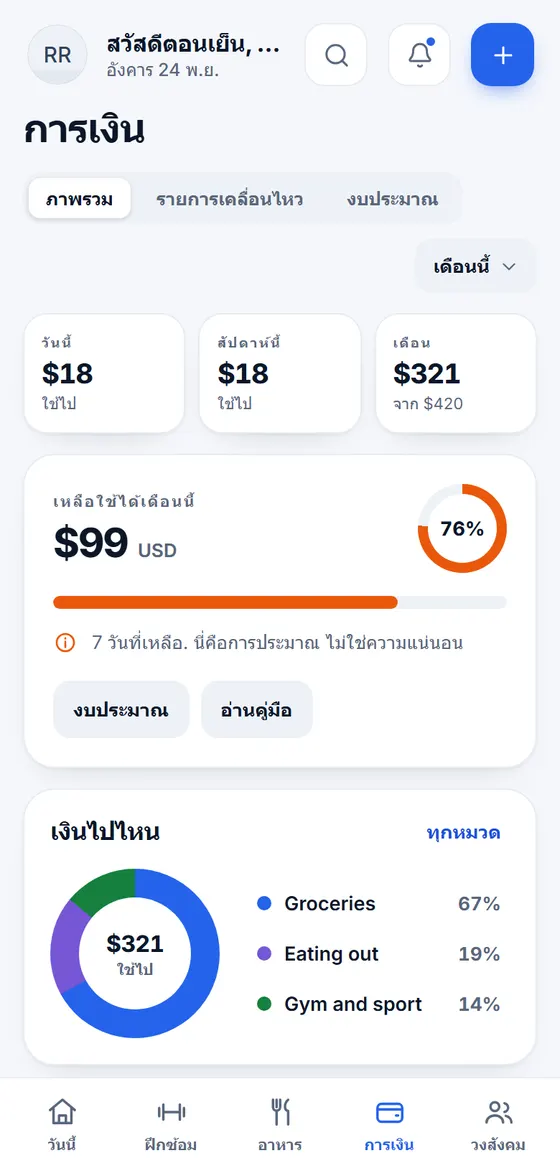 RR
สวัสดีตอนเย็น, ...
อังคาร 24 พ.ย.
การเงิน
ภาพรวม
รายการเคลื่อนไหว
งบประมาณ
เดือนนี้
วันนี้
$18
ใช้ไป
สัปดาห์นี้
$18
ใช้ไป
เดือน
$321
จาก $420
เหลือใช้ได้เดือนนี้
$99 USD
76%
7 วันที่เหลือ. นี่คือการประมาณ ไม่ใช่ความแน่นอน
งบประมาณ
อ่านคู่มือ
เงินไปไหน
ทุกหมวด
$321
ใช้ไป
Groceries 67%
Eating out 19%
Gym and sport 14%
วันนี้
ฝึกซ้อม
อาหาร
การเงิน
วงสังคม